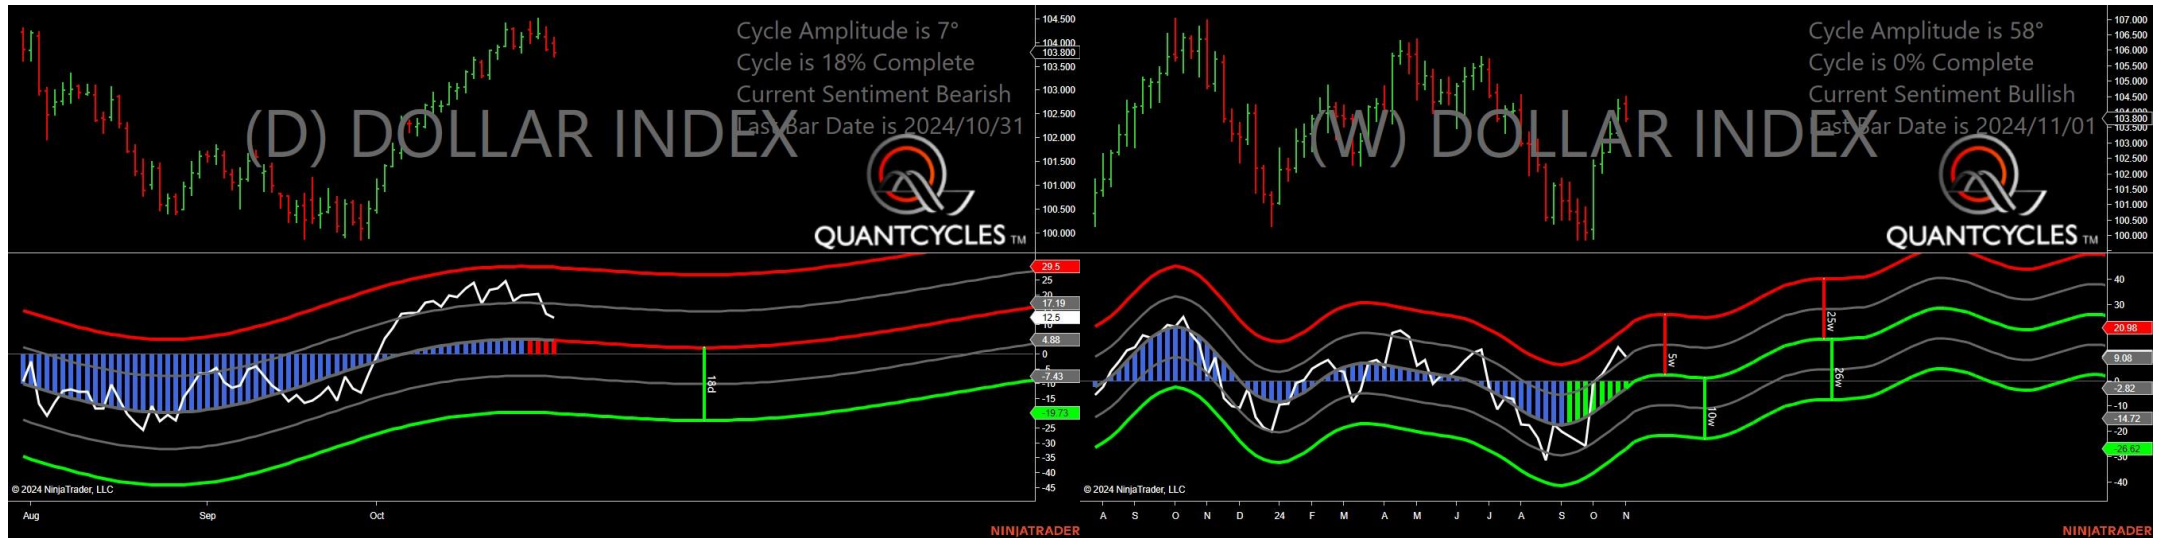 Cycle Amplitude is 7°
Cycle is 18% Complete
Current Sentiment Bearish
Last Bar Date is 2024/10/31
(D) DOLLAR INDEX
QUANTCYCLES TM
104.500
104.000
103.800
103.500
103.000
102.500
102.000
101.500
101.000
100.500
100.000
29.5
25
20
17.19
12.5
10
4.88
0
-7.43
-10
-15
-19.73
-25
-30
-35
-40
-45
18d
© 2024 NinjaTrader, LLC
Aug Sep Oct
NINJATRADER
Cycle Amplitude is 58°
Cycle is 0% Complete
Current Sentiment Bullish
Last Bar Date is 2024/11/01
(W) DOLLAR INDEX
QUANTCYCLES TM
107.000
106.500
106.000
105.500
105.000
104.500
103.800
103.500
103.000
102.500
102.000
101.500
101.000
100.500
100.000
40
30
20.98
9.08
0
-2.82
-10
-14.72
-20
-26.62
-30
-40
5w
10w
25w
26w
© 2024 NinjaTrader, LLC
A S O N D 24 F M A M J J A S O N
NINJATRADER